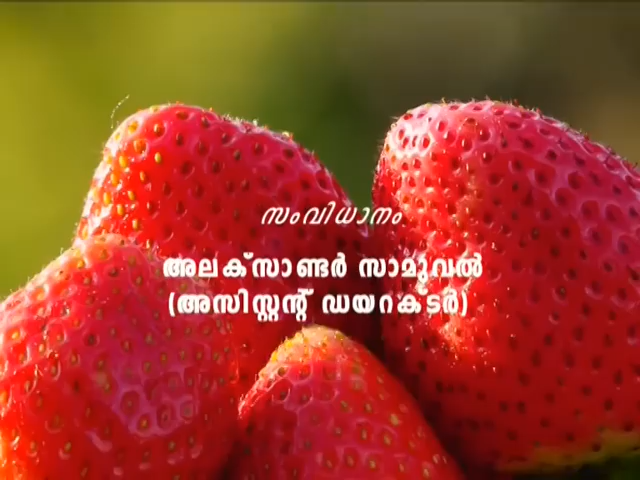 സംവിധാനം
അലക്സാണ്ടർ സാമുവൽ
(അസിസ്റ്റന്റ് ഡയറക്ടർ)